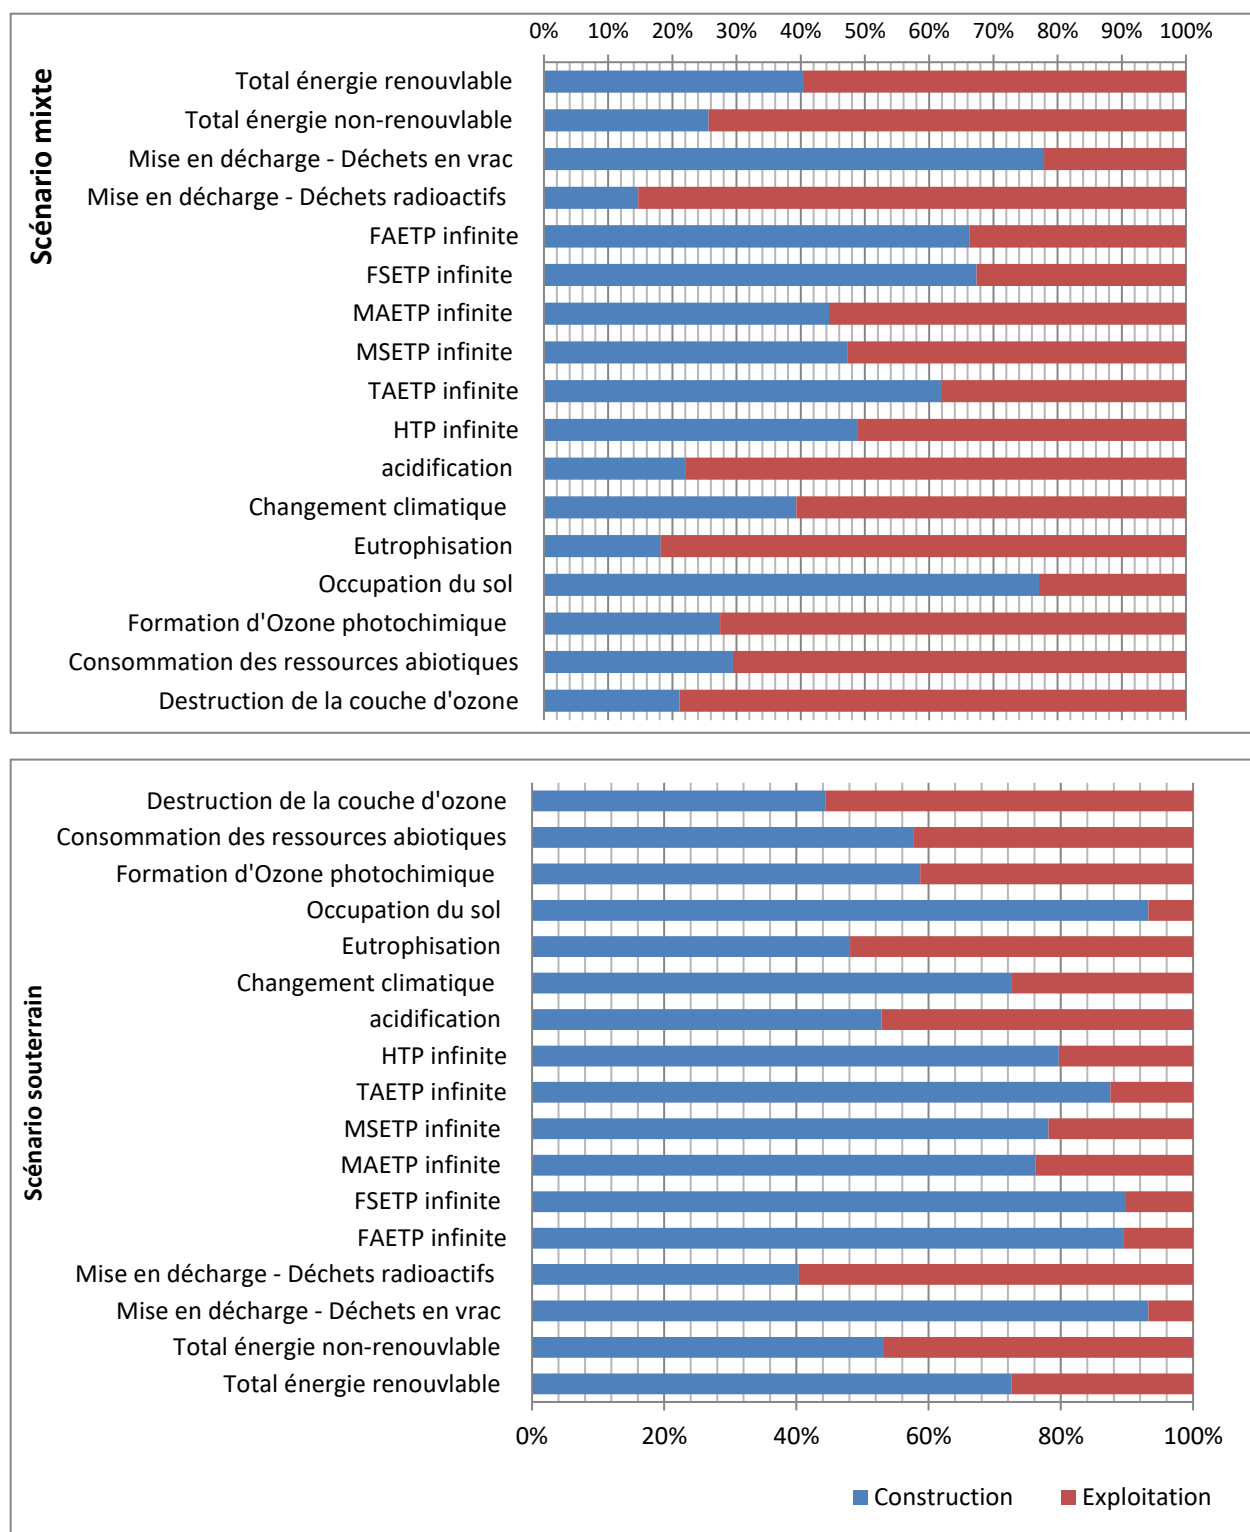 0% 10% 20% 30% 40% 50% 60% 70% 80% 90% 100%
Scénario mixte
Total énergie renouvlable
Total énergie non-renouvlable
Mise en décharge - Déchets en vrac
Mise en décharge - Déchets radioactifs
FAETP infinite
FSETP infinite
MAETP infinite
MSETP infinite
TAETP infinite
HTP infinite
acidification
Changement climatique
Eutrophisation
Occupation du sol
Formation d'Ozone photochimique
Consommation des ressources abiotiques
Destruction de la couche d'ozone
Scénario souterrain
Destruction de la couche d'ozone
Consommation des ressources abiotiques
Formation d'Ozone photochimique
Occupation du sol
Eutrophisation
Changement climatique
acidification
HTP infinite
TAETP infinite
MSETP infinite
MAETP infinite
FSETP infinite
FAETP infinite
Mise en décharge - Déchets radioactifs
Mise en décharge - Déchets en vrac
Total énergie non-renouvlable
Total énergie renouvlable
0% 20% 40% 60% 80% 100%
Construction Exploitation